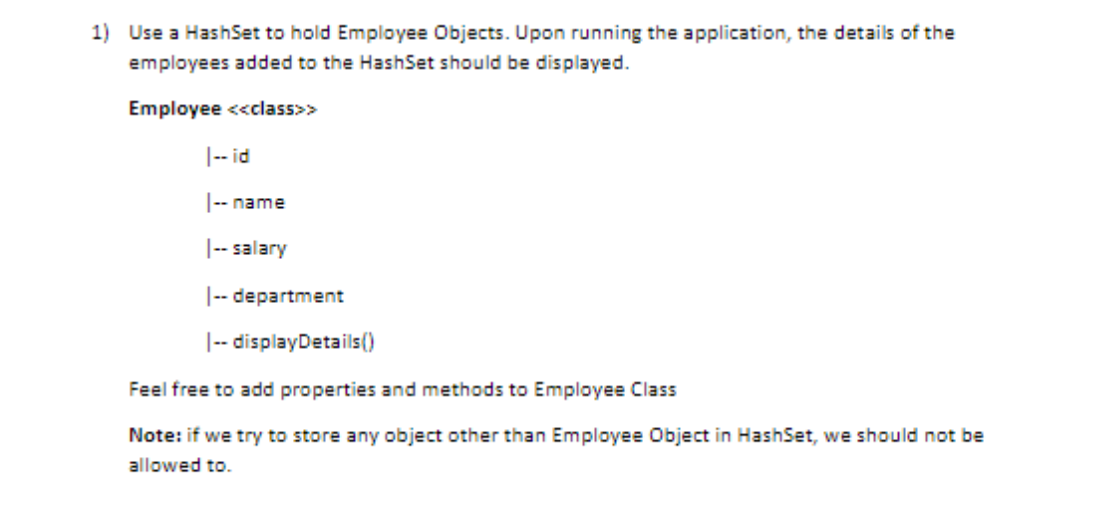 1) Use a HashSet to hold Employee Objects. Upon running the application, the details of the
employees added to the HashSet should be displayed.
Employee <<class>>
|-- id
|-- name
|-- salary
|-- department
|-- displayDetails()
Feel free to add properties and methods to Employee Class
Note: if we try to store any object other than Employee Object in HashSet, we should not be
allowed to.